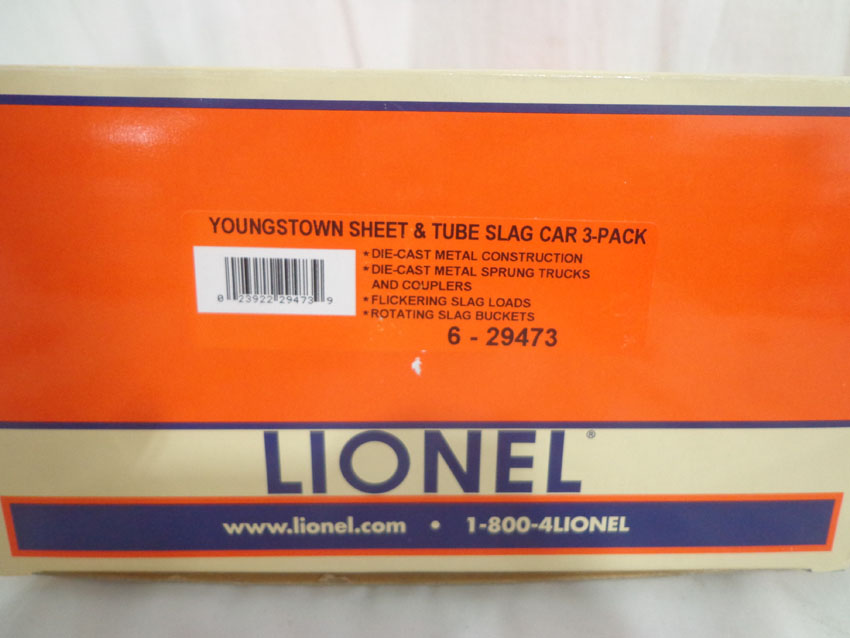 YOUNGSTOWN SHEET & TUBE SLAG CAR 3-PACK
★DIE-CAST METAL CONSTRUCTION
★DIE-CAST METAL SPRUNG TRUCKS
AND COUPLERS
★FLICKERING SLAG LOADS
★ROTATING SLAG BUCKETS
0 23922 29473 9
6 - 29473
LIONEL®
www.lionel.com • 1-800-4LIONEL